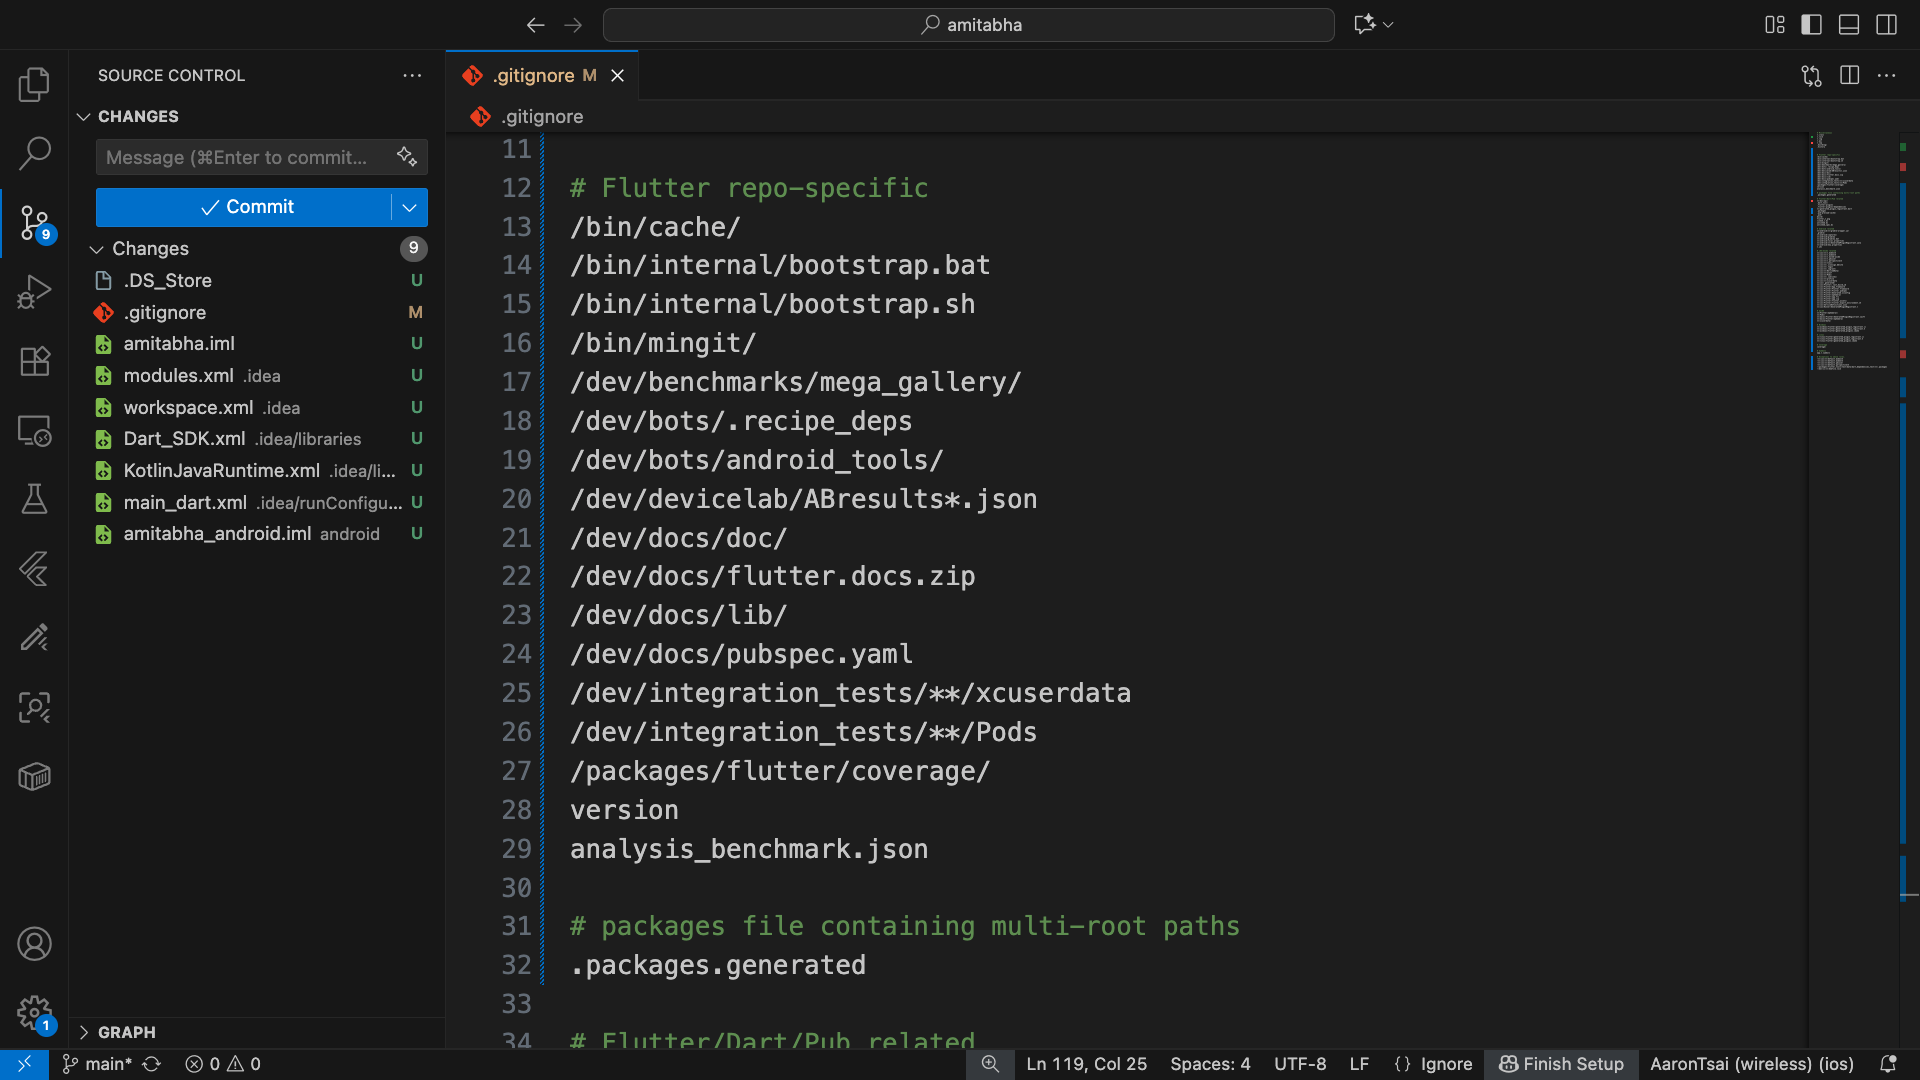 amitabha
SOURCE CONTROL
CHANGES
Message (⌘Enter to commit...
Commit
Changes 9
.DS_Store U
.gitignore M
amitabha.iml U
modules.xml .idea U
workspace.xml .idea U
Dart_SDK.xml .idea/libraries U
KotlinJavaRuntime.xml .idea/li... U
main_dart.xml .idea/runConfigu... U
amitabha_android.iml android U
GRAPH
9
1
.gitignore M
.gitignore
11
12 # Flutter repo-specific
13 /bin/cache/
14 /bin/internal/bootstrap.bat
15 /bin/internal/bootstrap.sh
16 /bin/mingit/
17 /dev/benchmarks/mega_gallery/
18 /dev/bots/.recipe_deps
19 /dev/bots/android_tools/
20 /dev/devicelab/ABresults*.json
21 /dev/docs/doc/
22 /dev/docs/flutter.docs.zip
23 /dev/docs/lib/
24 /dev/docs/pubspec.yaml
25 /dev/integration_tests/**/xcuserdata
26 /dev/integration_tests/**/Pods
27 /packages/flutter/coverage/
28 version
29 analysis_benchmark.json
30
31 # packages file containing multi-root paths
32 .packages.generated
33
34 # Flutter/Dart/Pub related
main* 0 0 Ln 119, Col 25 Spaces: 4 UTF-8 LF {} Ignore Finish Setup AaronTsai (wireless) (ios)